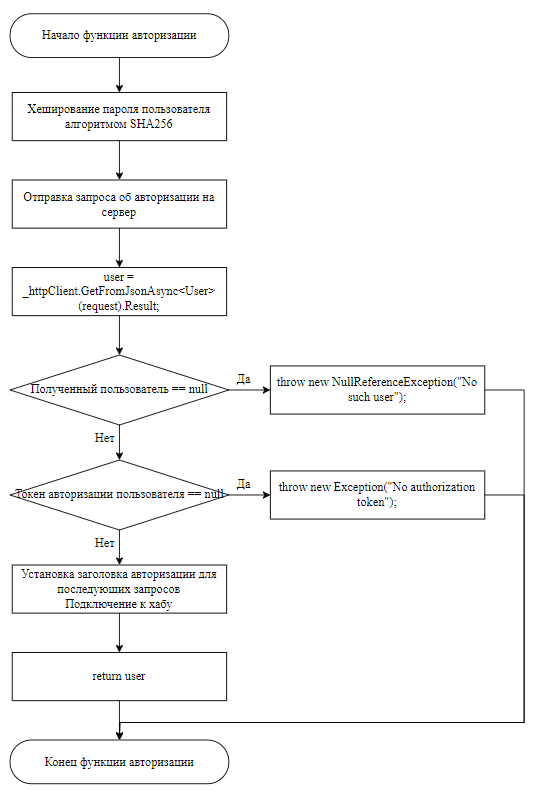 Начало функции авторизации
Хеширование пароля пользователя
алгоритмом SHA256
Отправка запроса об авторизации на
сервер
user =
_httpClient.GetFromJsonAsync<User>
(request).Result;
Полученный пользователь == null
Да
throw new NullReferenceException("No
such user");
Нет
Токен авторизации пользователя == null
Да
throw new Exception("No authorization
token");
Нет
Установка заголовка авторизации для
последующих запросов
Подключение к хабу
return user
Конец функции авторизации